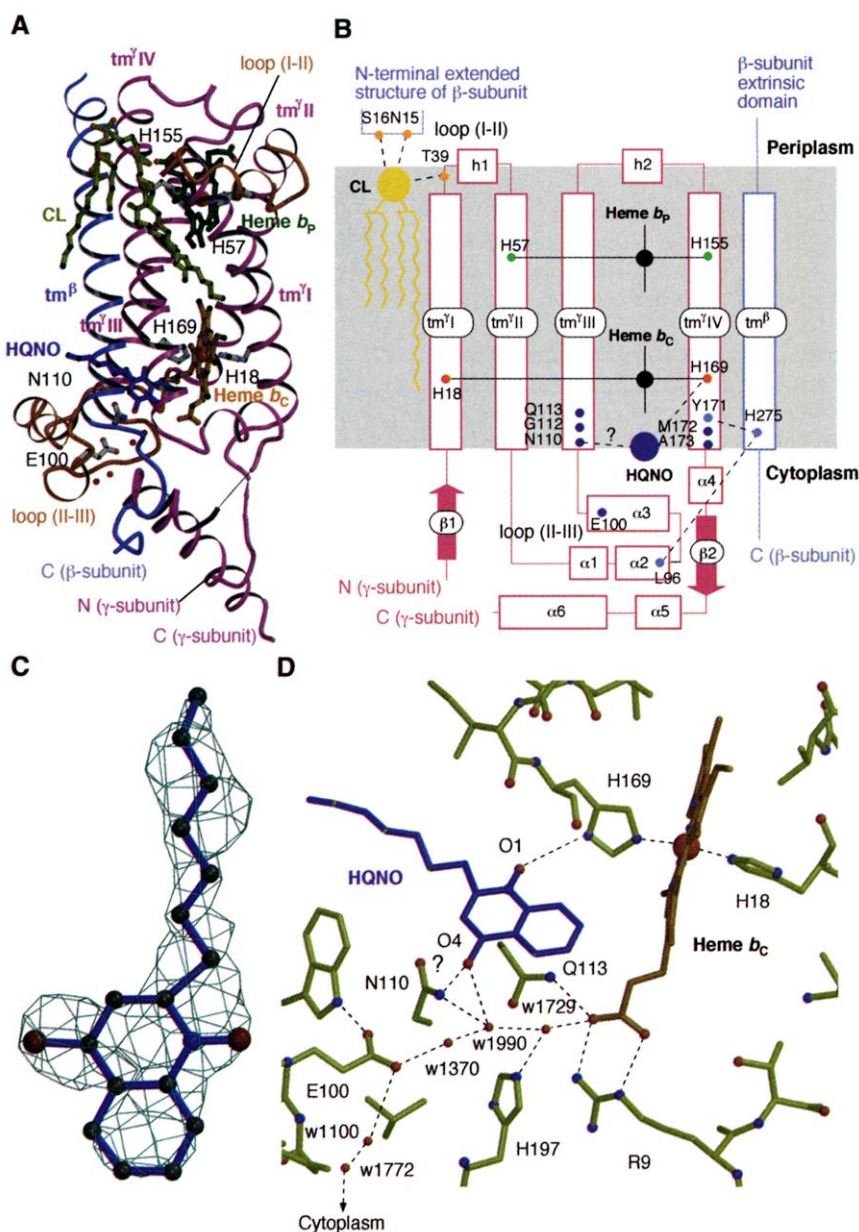 A
tmγIV
loop (I-II)
tmγII
H155
CL
Heme bP
H57
tmβ
tmγI
tmγIII
H169
HQNO
N110
H18
Heme bC
E100
loop (II-III)
C (β-subunit)
N (γ-subunit)
C (γ-subunit)
B
N-terminal extended
structure of β-subunit
β-subunit
extrinsic
domain
S16N15
loop (I-II)
T39
h1
h2
Periplasm
CL
Heme bP
H57
H155
tmγI
tmγII
tmγIII
tmγIV
tmβ
Heme bC
H18
H169
Q113
G112
N110
?
Y171
M172
A173
H275
HQNO
Cytoplasm
α4
β1
E100
α3
loop (II-III)
α1
α2
L96
β2
C (β-subunit)
N (γ-subunit)
C (γ-subunit)
α6
α5
C
D
H169
O1
HQNO
H18
Heme bC
O4
?
N110
Q113
w1729
w1990
w1370
E100
w1100
H197
R9
w1772
Cytoplasm